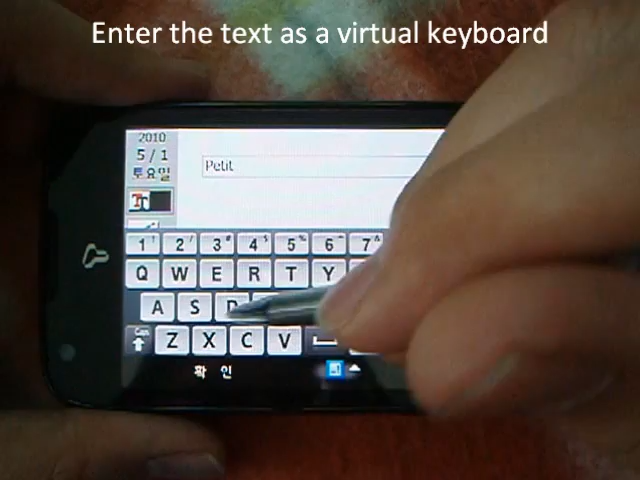 Enter the text as a virtual keyboard
2010
5 / 1
토요일
Petit
1 2 3 4 5 6 7
Q W E R T Y
A S D
Cap Z X C V
확 인